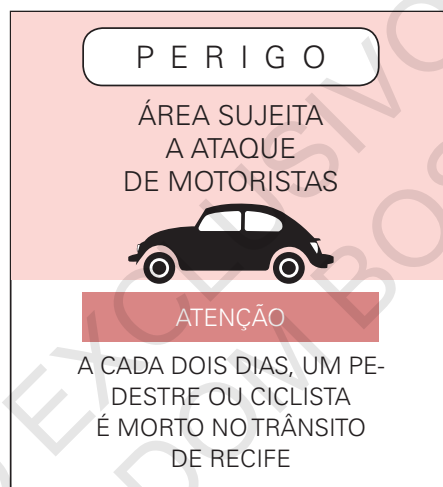 PERIGO
ÁREA SUJEITA
A ATAQUE
DE MOTORISTAS
ATENÇÃO
A CADA DOIS DIAS, UM PE-
DESTRE OU CICLISTA
É MORTO NO TRÂNSITO
DE RECIFE